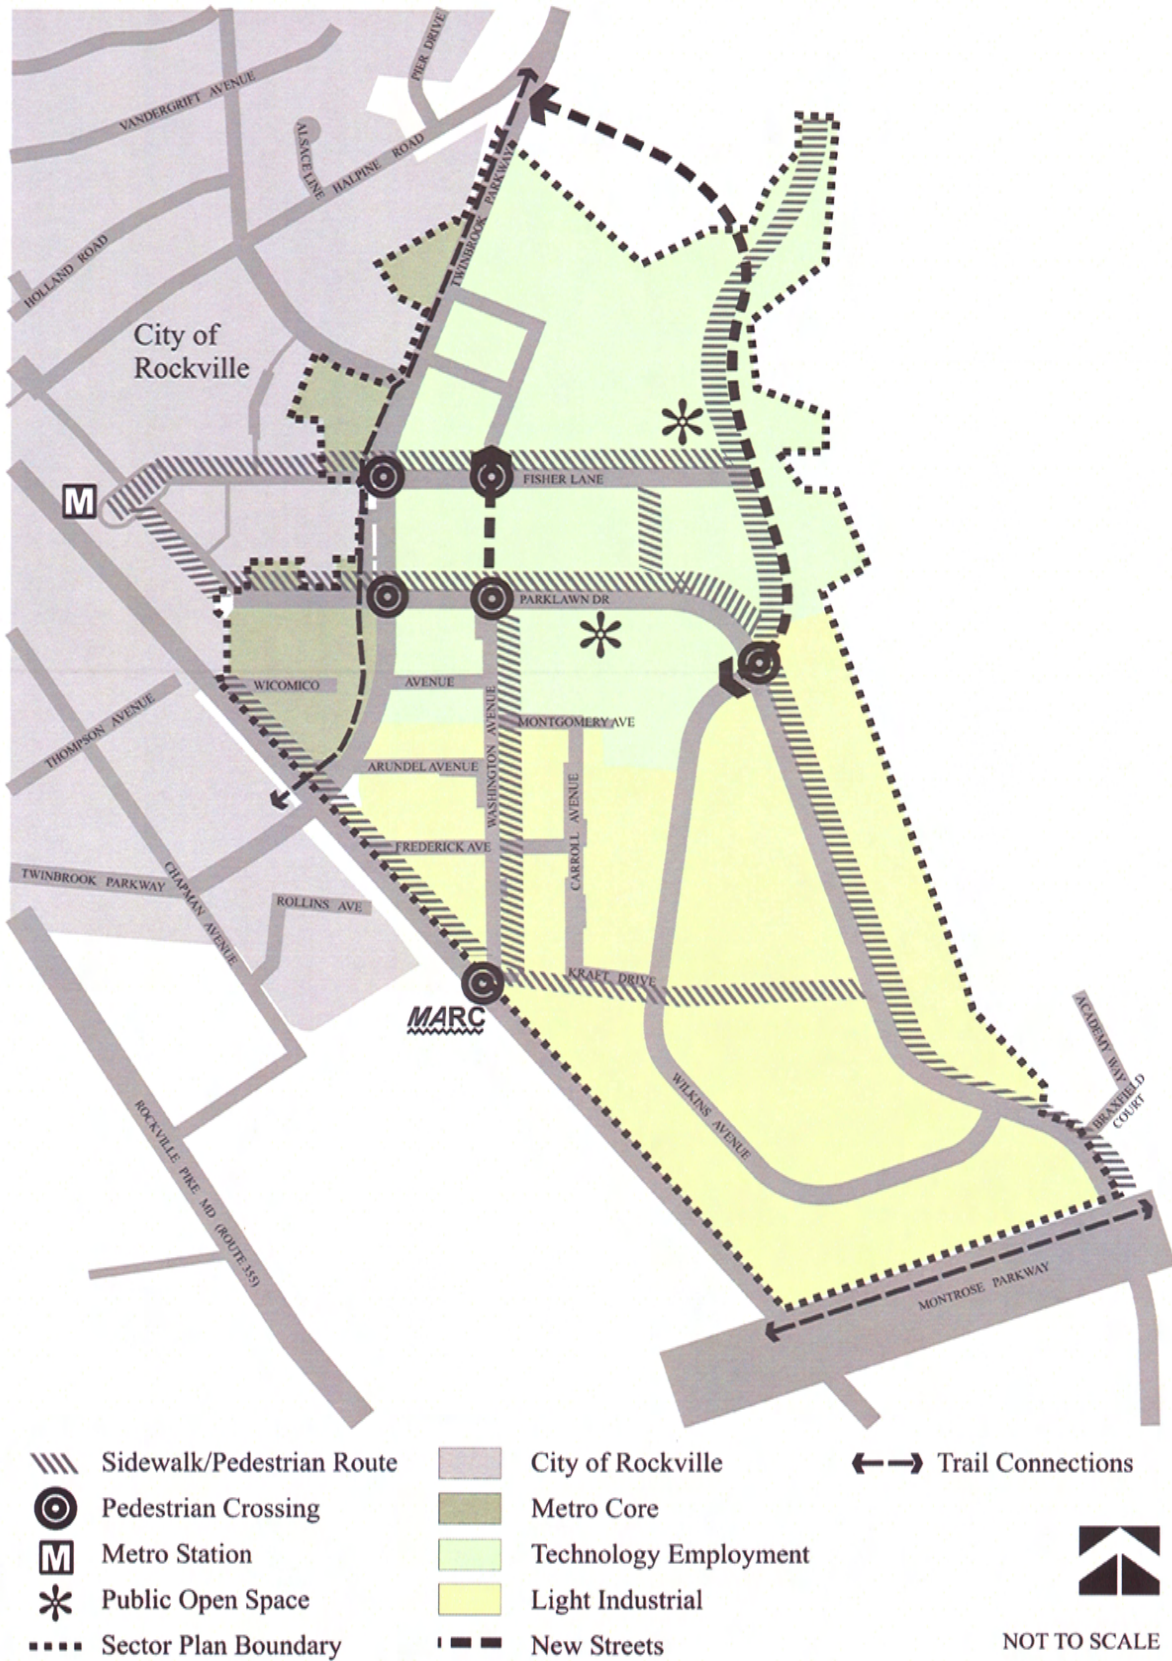 PIER DRIVE
VANDERGRIFT AVENUE
ALSACE LINE
HALPINE ROAD
TWINBROOK PARKWAY
HOLLAND ROAD
City of
Rockville
M
FISHER LANE
PARKLAWN DR
WICOMICO
AVENUE
THOMPSON AVENUE
MONTGOMERY AVE
WASHINGTON AVENUE
ARUNDEL AVENUE
CARROLL AVENUE
FREDERICK AVE
TWINBROOK PARKWAY
CHAPMAN AVENUE
ROLLINS AVE
KRAFT DRIVE
MARC
ACADEMY WAY
BRAXFIELD
COURT
WILKINS AVENUE
ROCKVILLE PIKE MD (ROUTE 355)
MONTROSE PARKWAY
Sidewalk/Pedestrian Route
City of Rockville
Trail Connections
Pedestrian Crossing
Metro Core
M Metro Station
Technology Employment
Public Open Space
Light Industrial
Sector Plan Boundary
New Streets
NOT TO SCALE